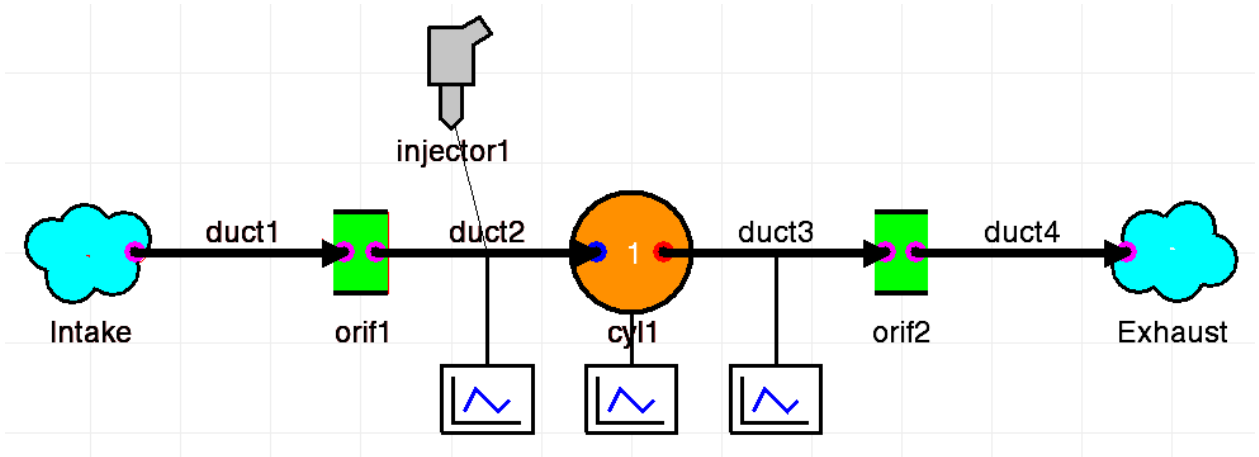 injector1
duct1
duct2
duct3
duct4
1
Intake
orif1
cyl1
orif2
Exhaust